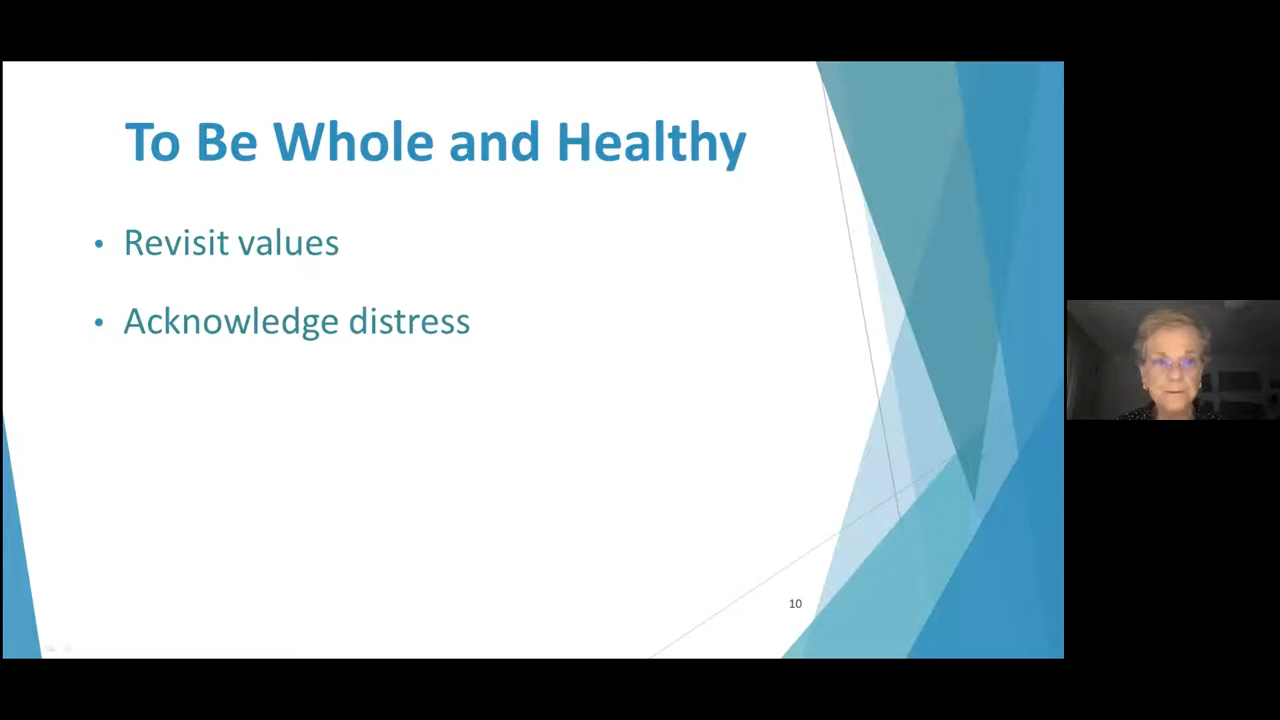 To Be Whole and Healthy
• Revisit values
• Acknowledge distress
10